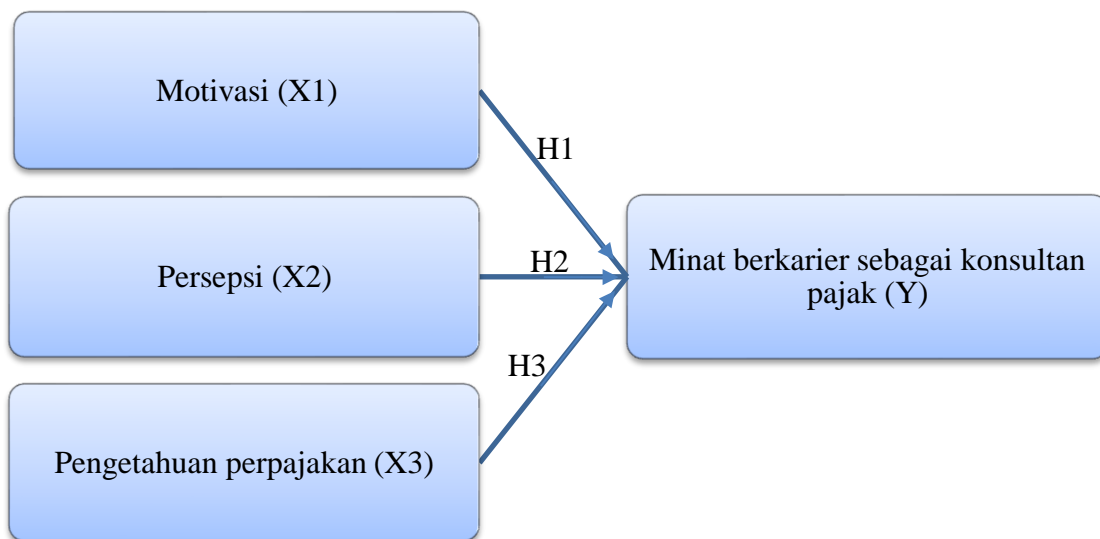 Motivasi (X1)
H1
Persepsi (X2)
H2
Minat berkarier sebagai konsultan
pajak (Y)
H3
Pengetahuan perpajakan (X3)